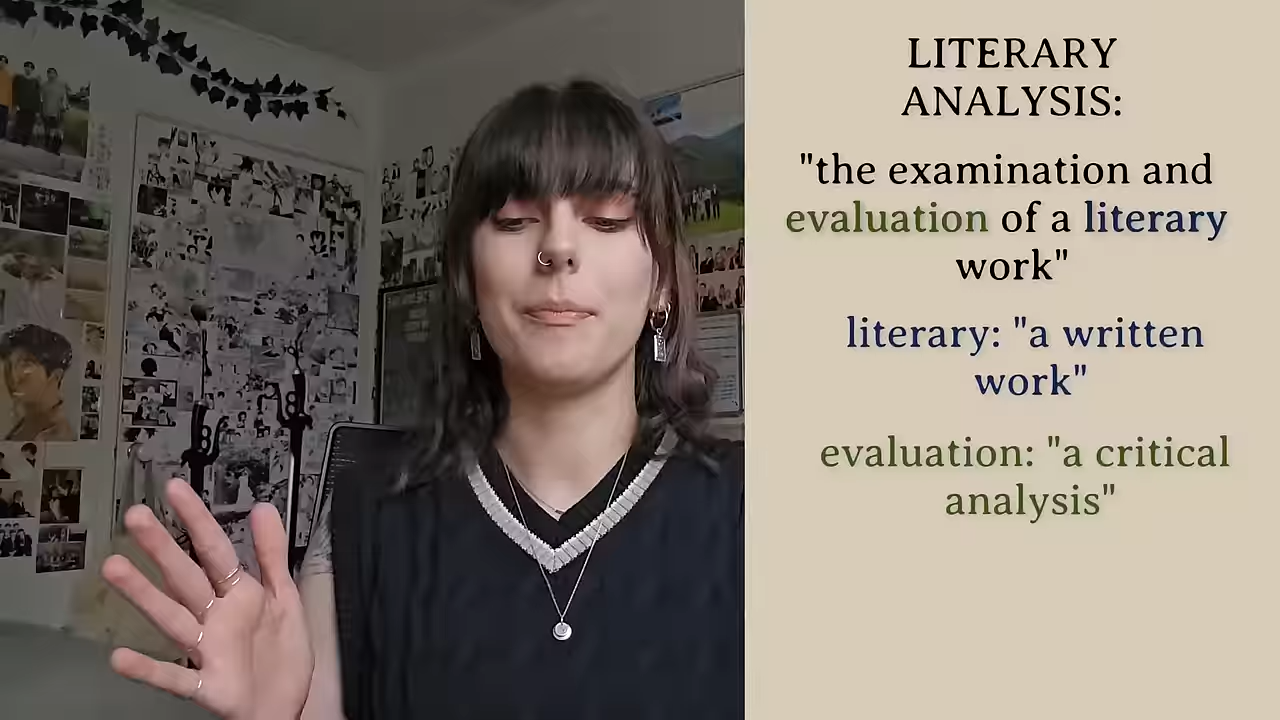 LITERARY
ANALYSIS:
"the examination and
evaluation of a literary
work"
literary: "a written
work"
evaluation: "a critical
analysis"